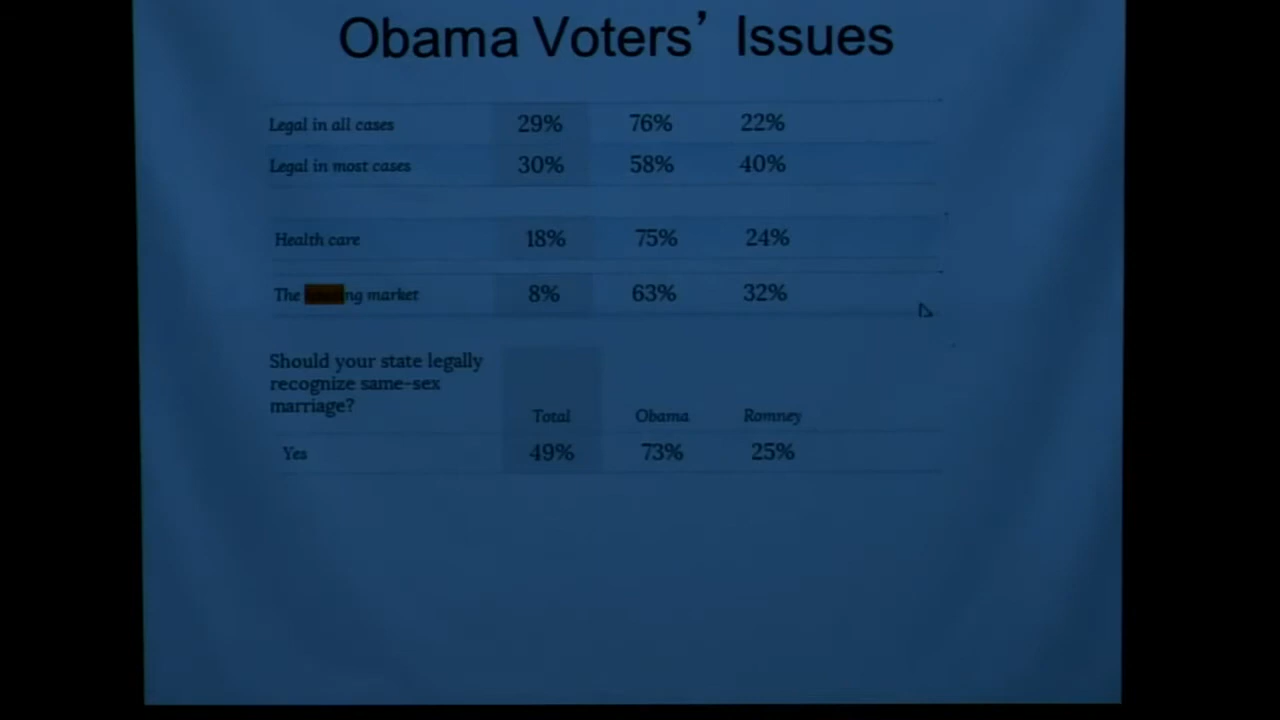 Obama Voters’ Issues
Legal in all cases 29% 76% 22%
Legal in most cases 30% 58% 40%
Health care 18% 75% 24%
The ng market 8% 63% 32%
Should your state legally
recognize same-sex
marriage?
Total Obama Romney
Yes 49% 73% 25%